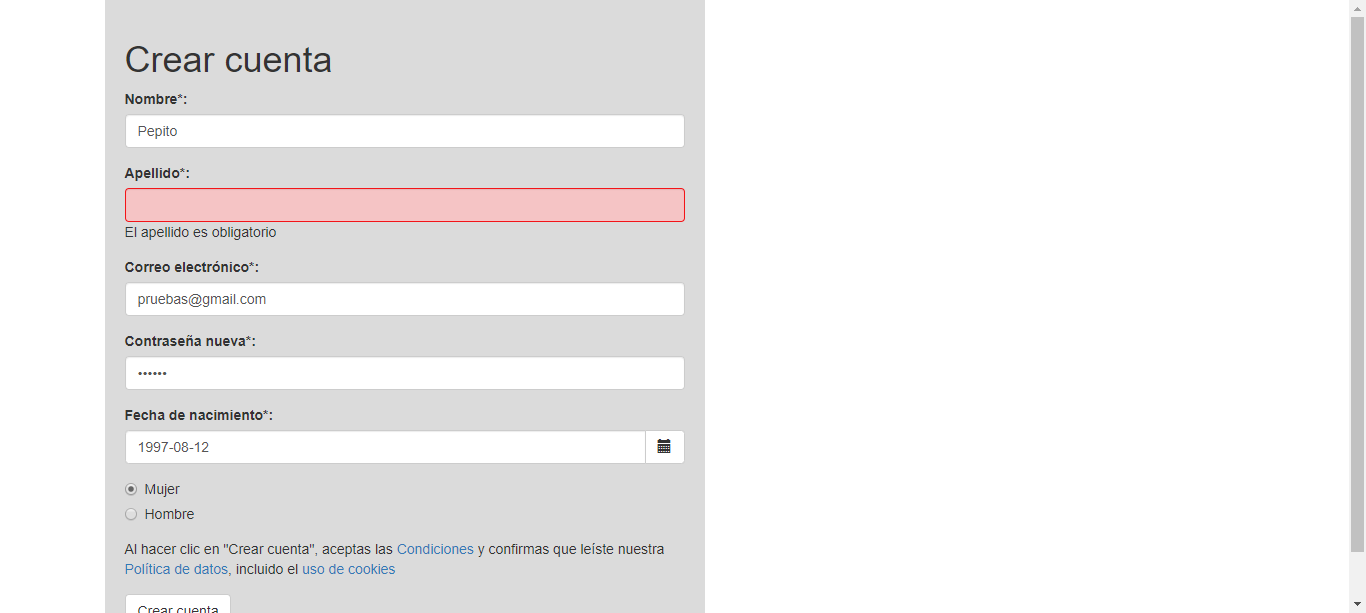 Crear cuenta
Nombre*:
Pepito
Apellido*:
El apellido es obligatorio
Correo electrónico*:
pruebas@gmail.com
Contraseña nueva*:
••••••
Fecha de nacimiento*:
1997-08-12
Mujer
Hombre
Al hacer clic en "Crear cuenta", aceptas las Condiciones y confirmas que leíste nuestra
Política de datos, incluido el uso de cookies
Crear cuenta